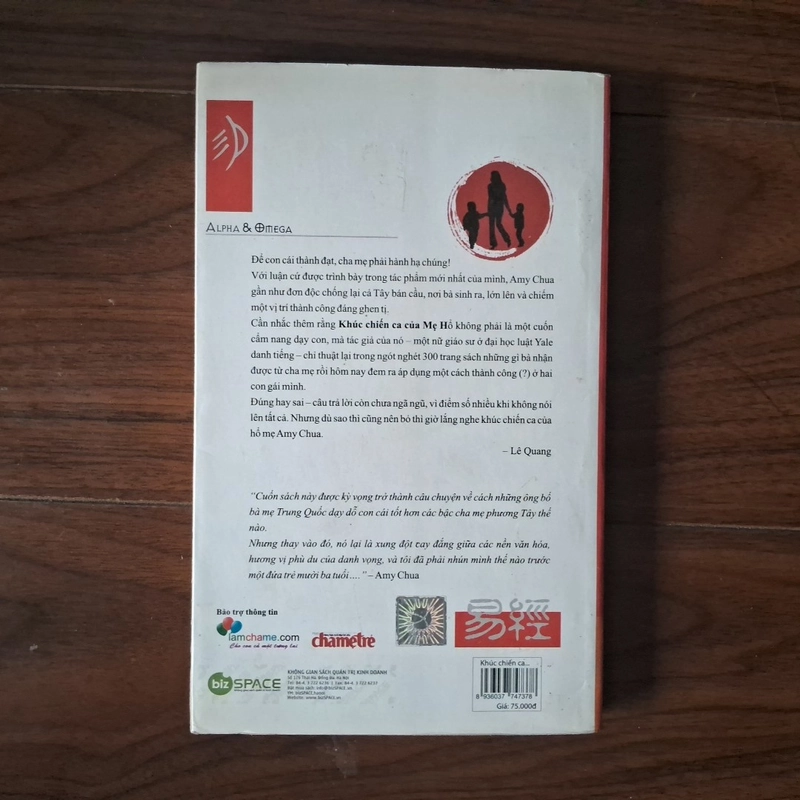 ALPHA & OMEGA
Để con cái thành đạt, cha mẹ phải hành hạ chúng!
Với luận cứ được trình bày trong tác phẩm mới nhất của mình, Amy Chua
gần như đơn độc chống lại cả Tây bán cầu, nơi bà sinh ra, lớn lên và chiếm
một vị trí thành công đáng ghen tị.
Cần nhắc thêm rằng Khúc chiến ca của Mẹ Hổ không phải là một cuốn
cẩm nang dạy con, mà tác giả của nó – một nữ giáo sư ở đại học luật Yale
danh tiếng – chỉ thuật lại trong ngót nghét 300 trang sách những gì bà nhận
được từ cha mẹ rồi hôm nay đem ra áp dụng một cách thành công (?) ở hai
con gái mình.
Đúng hay sai – câu trả lời còn chưa ngã ngũ, vì điểm số nhiều khi không nói
lên tất cả. Nhưng dù sao thì cũng nên bỏ thì giờ lắng nghe khúc chiến ca của
hổ mẹ Amy Chua.
– Lê Quang
"Cuốn sách này được kỳ vọng trở thành câu chuyện về cách những ông bố
bà mẹ Trung Quốc dạy dỗ con cái tốt hơn các bậc cha mẹ phương Tây thế
nào.
Nhưng thay vào đó, nó lại là xung đột cay đắng giữa các nền văn hóa,
hương vị phù du của danh vọng, và tôi đã phải nhún mình thế nào trước
một đứa trẻ mười ba tuổi...." – Amy Chua
Bảo trợ thông tin
lamchame.com
Cho con cả một tương lai
chamẹtrẻ
易經
bizSPACE
KHÔNG GIAN SÁCH QUẢN TRỊ KINH DOANH
Website: www.bizSPACE.vn
Khúc chiến ca...
8 936037 747378
Giá: 75.000đ